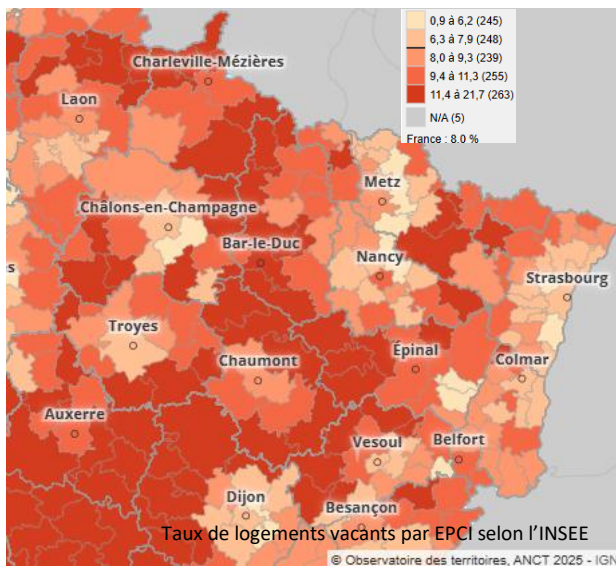 0,9 à 6,2 (245)
6,3 à 7,9 (248)
8,0 à 9,3 (239)
9,4 à 11,3 (255)
11,4 à 21,7 (263)
N/A (5)
France : 8.0 %
Charleville-Mézières
Laon
Metz
Châlons-en-Champagne
Bar-le-Duc
Nancy
Strasbourg
Troyes
Chaumont
Épinal
Colmar
Auxerre
Vesoul
Belfort
Dijon
Besançon
Taux de logements vacants par EPCI selon l'INSEE
© Observatoire des territoires, ANCT 2025 - IGN